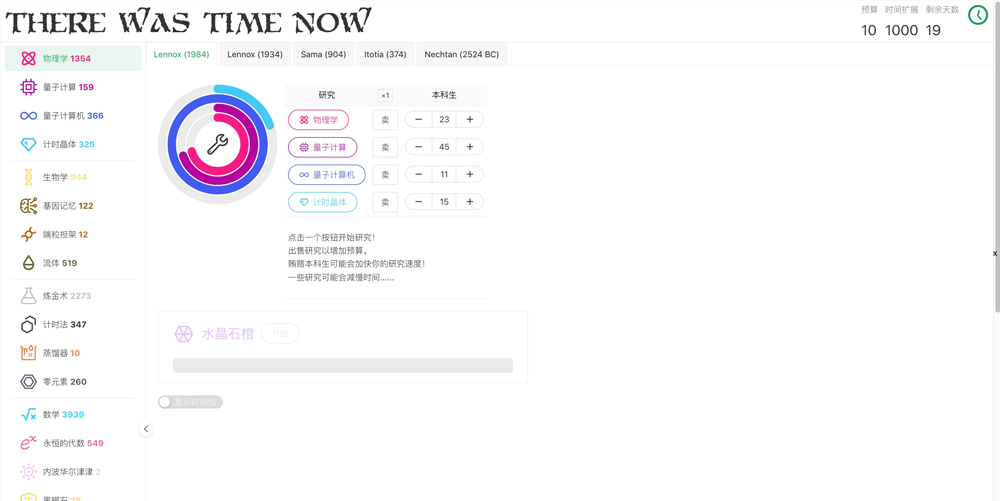 THERE WAS TIME NOW
预算 时间扩展 剩余天数
10 1000 19
物理学 1354
量子计算 159
量子计算机 366
计时晶体 325
生物学 944
基因记忆 122
端粒担架 12
流体 519
炼金术 2273
计时法 347
蒸馏器 10
零元素 260
数学 3939
永恒的代数 549
内波华尔津津 2
黑曜石 28
Lennox (1984) Lennox (1934) Sama (904) Itotia (374) Nechtan (2524 BC)
研究 ×1 本科生
物理学 卖 − 23 +
量子计算 卖 − 45 +
量子计算机 卖 − 11 +
计时晶体 卖 − 15 +
点击一个按钮开始研究!
出售研究以增加预算。
贿赂本科生可能会加快你的研究速度!
一些研究可能会减慢时间......
水晶石棺 开始
显示时间线
x